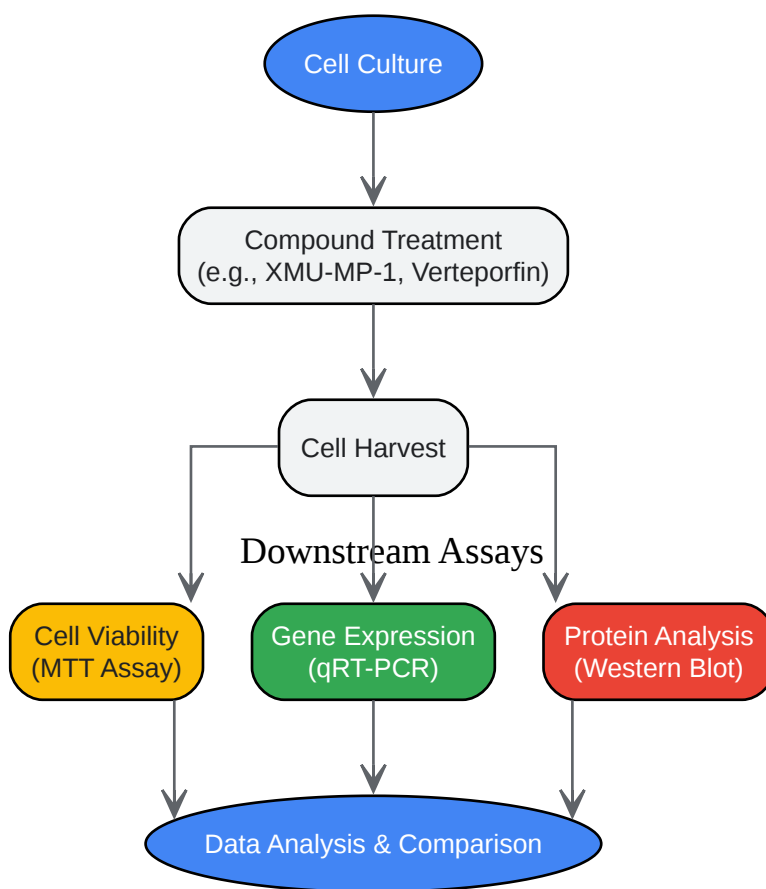 Cell Culture
Compound Treatment
(e.g., XMU-MP-1, Verteporfin)
Cell Harvest
Downstream Assays
Cell Viability
(MTT Assay)
Gene Expression
(qRT-PCR)
Protein Analysis
(Western Blot)
Data Analysis & Comparison